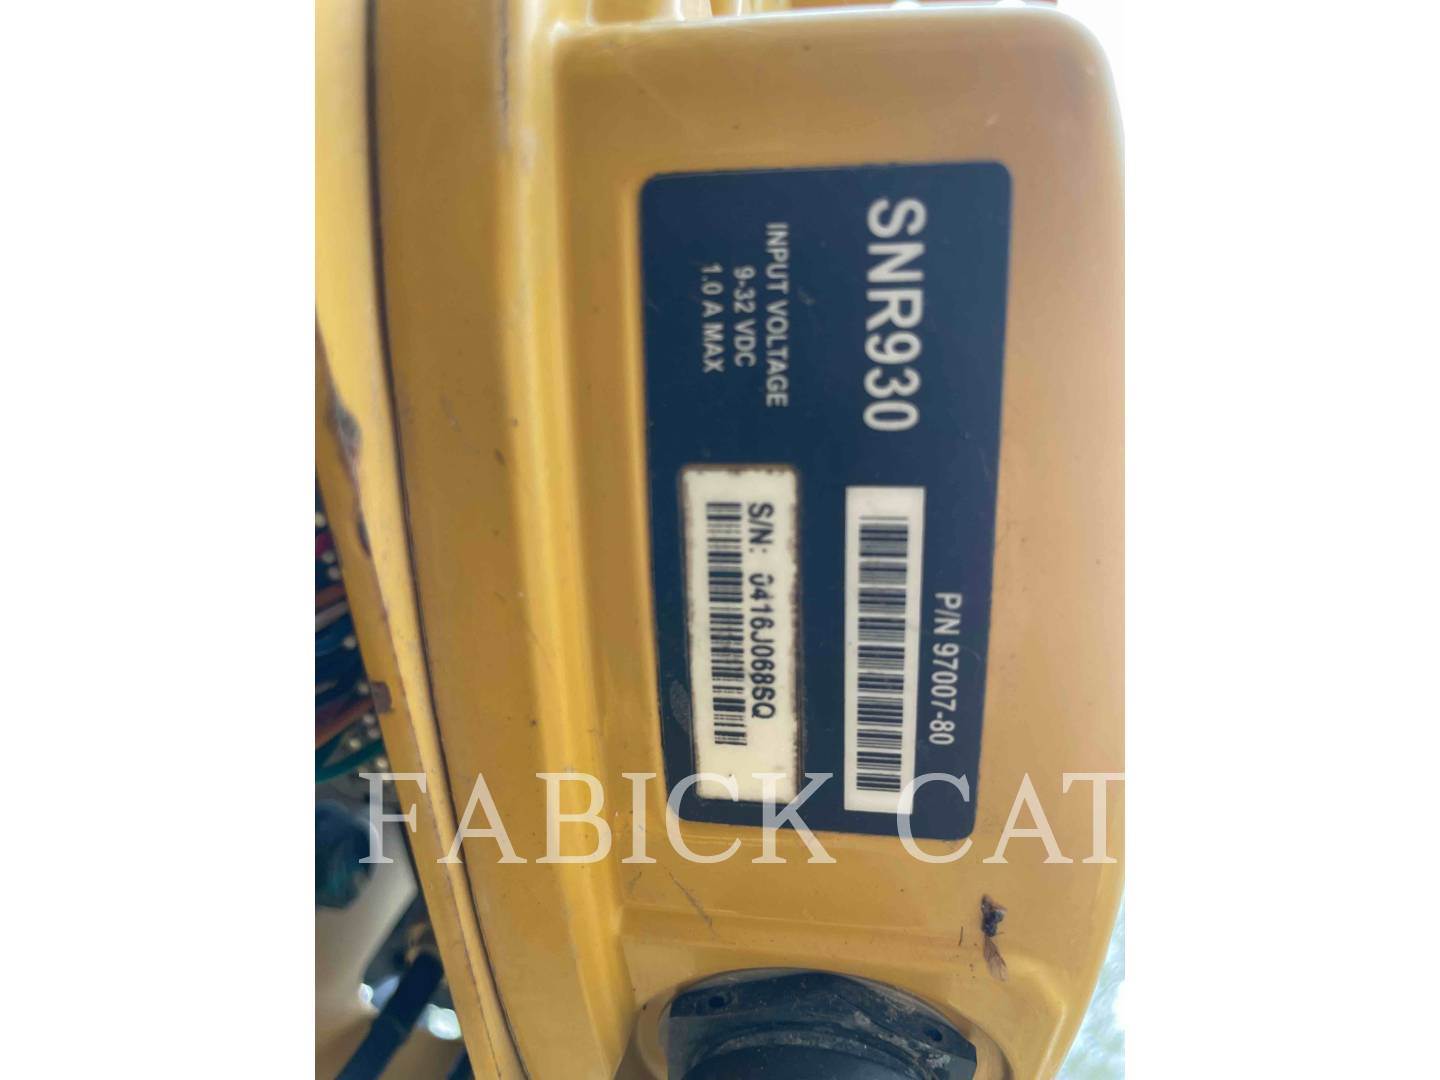 SNR930
INPUT VOLTAGE
9-32 VDC
1.0 A MAX
P/N 97007-80
S/N: 0416J068SQ
FABICK CAT